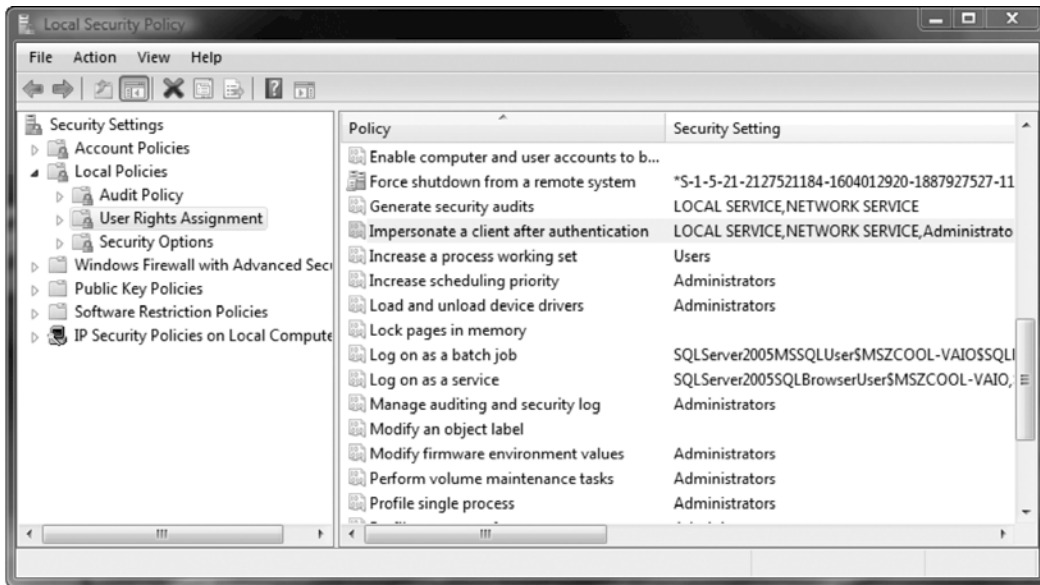 Local Security Policy
File Action View Help
Security Settings
Account Policies
Local Policies
Audit Policy
User Rights Assignment
Security Options
Windows Firewall with Advanced Secu
Public Key Policies
Software Restriction Policies
IP Security Policies on Local Compute
Policy Security Setting
Enable computer and user accounts to b...
Force shutdown from a remote system *S-1-5-21-2127521184-1604012920-1887927527-11
Generate security audits LOCAL SERVICE,NETWORK SERVICE
Impersonate a client after authentication LOCAL SERVICE,NETWORK SERVICE,Administrato
Increase a process working set Users
Increase scheduling priority Administrators
Load and unload device drivers Administrators
Lock pages in memory
Log on as a batch job SQLServer2005MSSQLUser$MSZCOOL-VAIO$SQLI
Log on as a service SQLServer2005SQLBrowserUser$MSZCOOL-VAIO,
Manage auditing and security log Administrators
Modify an object label
Modify firmware environment values Administrators
Perform volume maintenance tasks Administrators
Profile single process Administrators